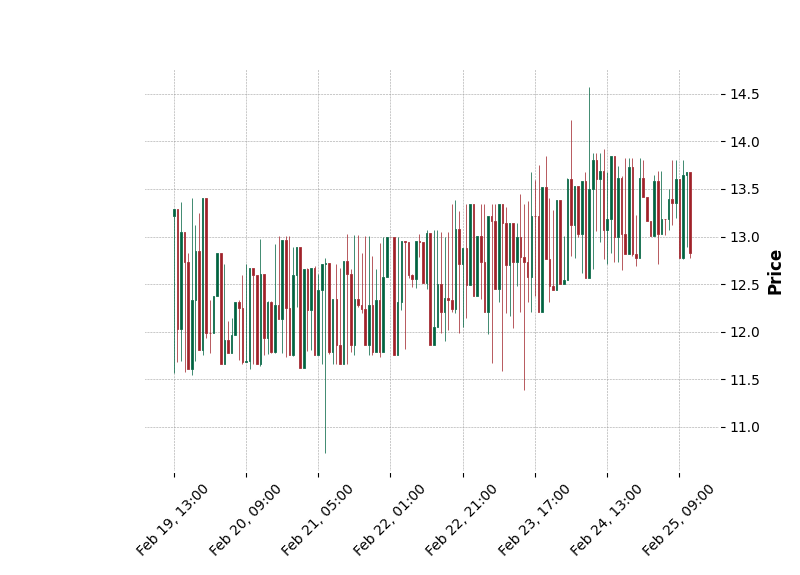 14.5
14.0
13.5
13.0
12.5
12.0
11.5
11.0
Price
Feb 19, 13:00
Feb 20, 09:00
Feb 21, 05:00
Feb 22, 01:00
Feb 22, 21:00
Feb 23, 17:00
Feb 24, 13:00
Feb 25, 09:00